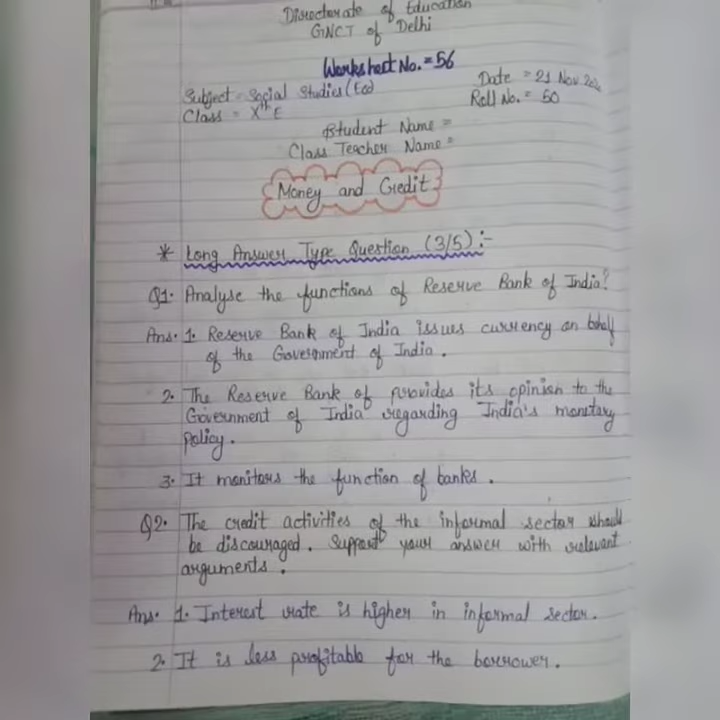 Directorate of Education
GNCT of Delhi
Worksheet No. = 56
Subject = Social Studies (Eco)
Date = 21 Nov
Class = Xth E
Roll No. = 50
Student Name =
Class Teacher Name =
Money and Credit
* Long Answer Type Question (3/5) :-
Q1. Analyse the functions of Reserve Bank of India?
Ans. 1. Reserve Bank of India issues currency on behalf
of the Government of India.
2. The Reserve Bank of provides its opinion to the
Government of India regarding India's monetary
policy.
3. It monitors the function of banks.
Q2. The credit activities of the informal sector should
be discouraged. Support your answer with relevant
arguments.
Ans. 1. Interest rate is higher in informal sector.
2. It is less profitable for the borrower.